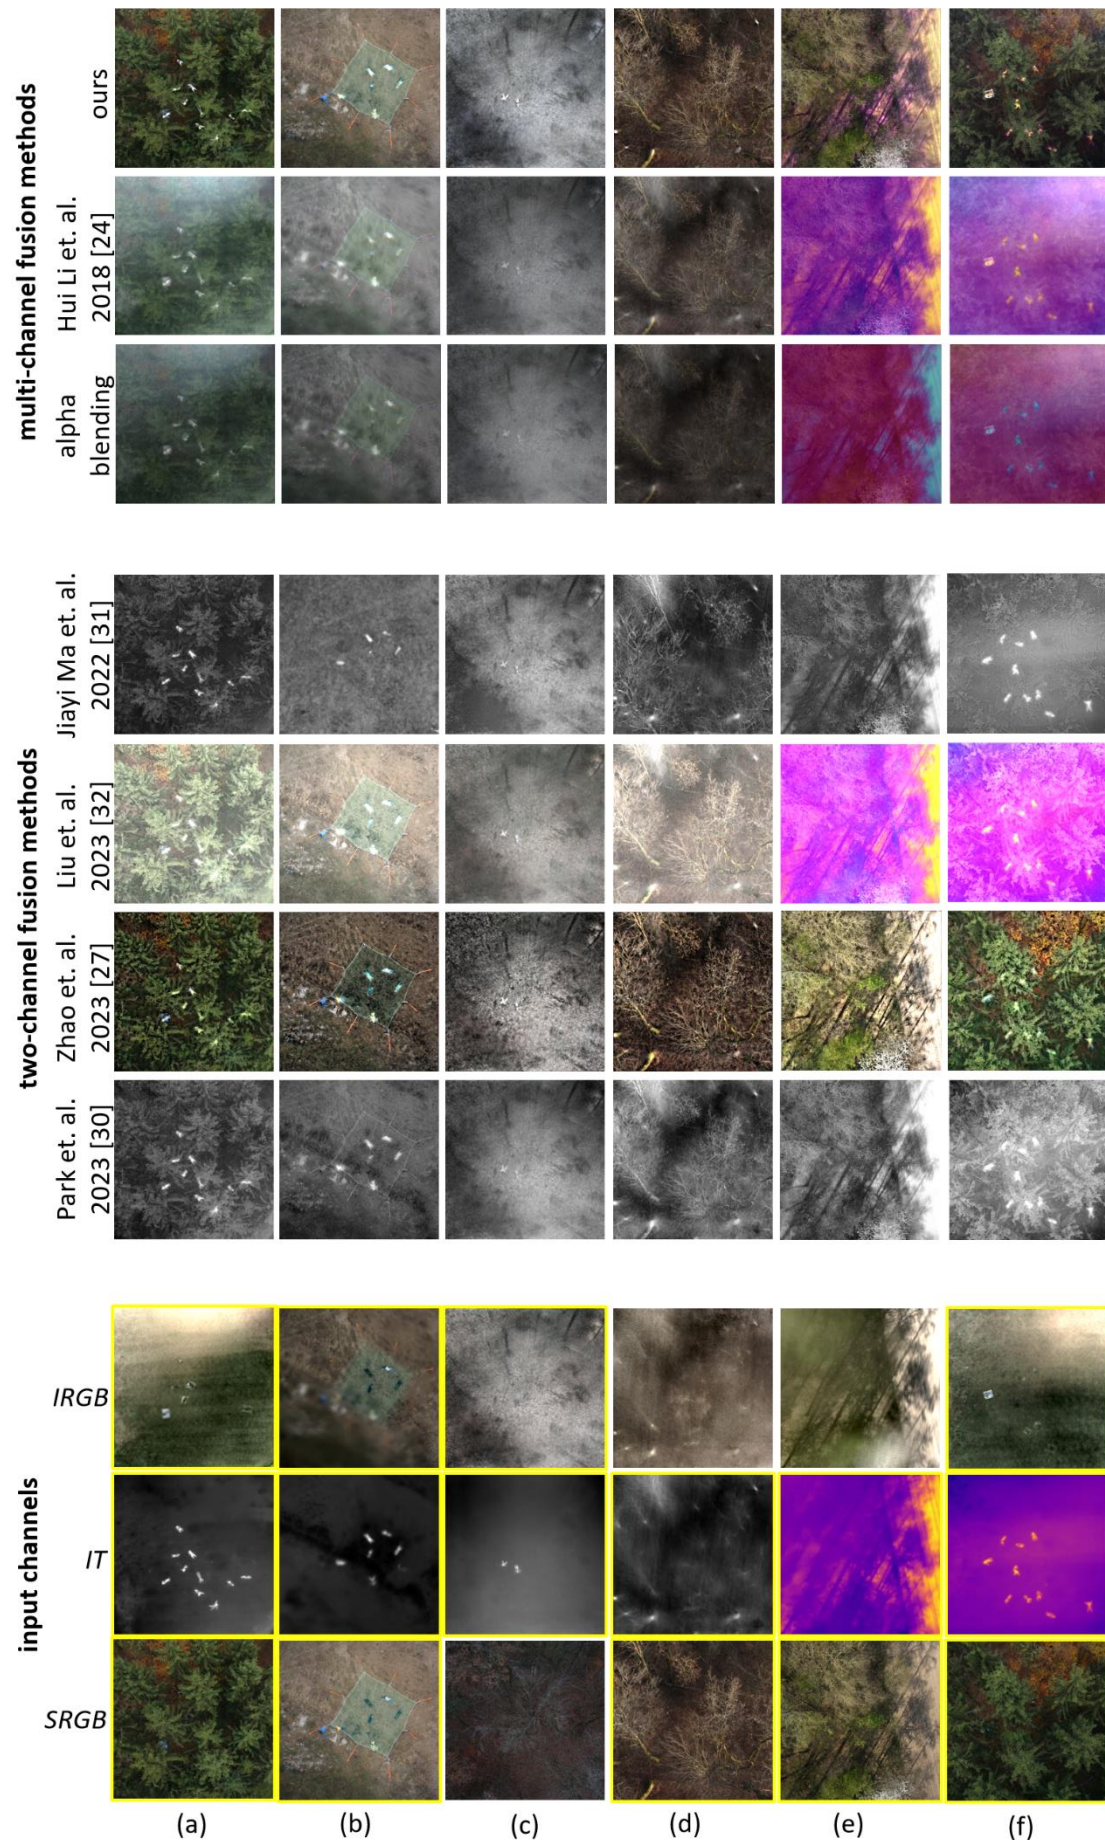 multi-channel fusion methods
ours
Hui Li et. al.
2018 [24]
alpha
blending
two-channel fusion methods
Jiayi Ma et. al.
2022 [31]
Liu et. al.
2023 [32]
Zhao et. al.
2023 [27]
Park et. al.
2023 [30]
input channels
IRGB
IT
SRGB
(a)
(b)
(c)
(d)
(e)
(f)